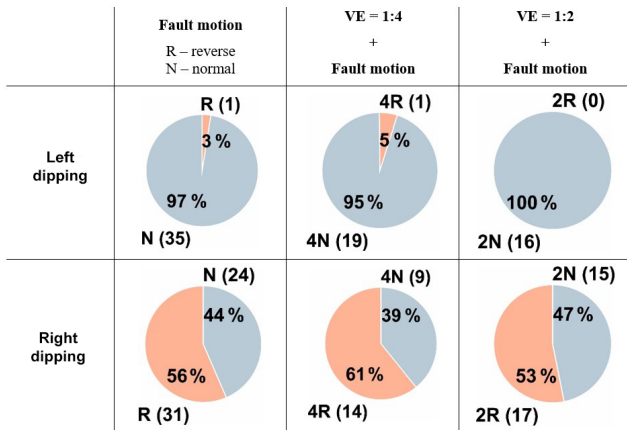 Fault motion
R – reverse
N – normal
VE = 1:4
+
Fault motion
VE = 1:2
+
Fault motion
Left
dipping
R (1)
3 %
97 %
N (35)
4R (1)
5 %
95 %
4N (19)
2R (0)
100 %
2N (16)
Right
dipping
N (24)
44 %
56 %
R (31)
4N (9)
39 %
61 %
4R (14)
2N (15)
47 %
53 %
2R (17)